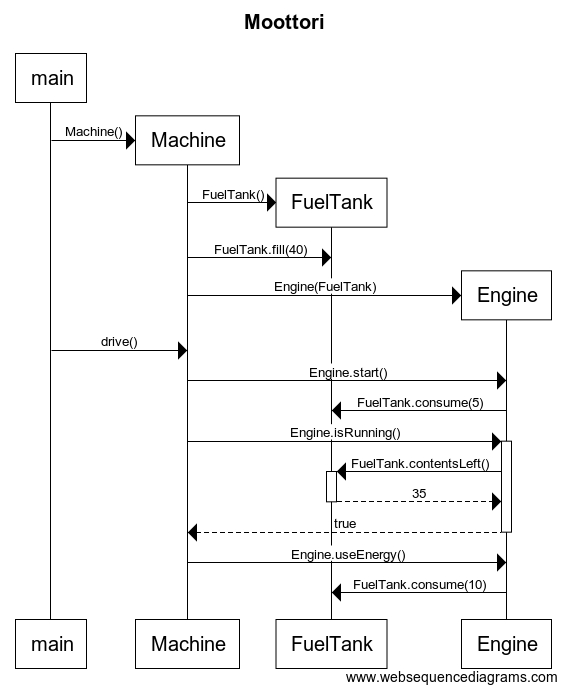 Moottori
main
Machine()
Machine
FuelTank()
FuelTank
FuelTank.fill(40)
Engine(FuelTank)
Engine
drive()
Engine.start()
FuelTank.consume(5)
Engine.isRunning()
FuelTank.contentsLeft()
35
true
Engine.useEnergy()
FuelTank.consume(10)
main
Machine
FuelTank
Engine
www.websequencediagrams.com